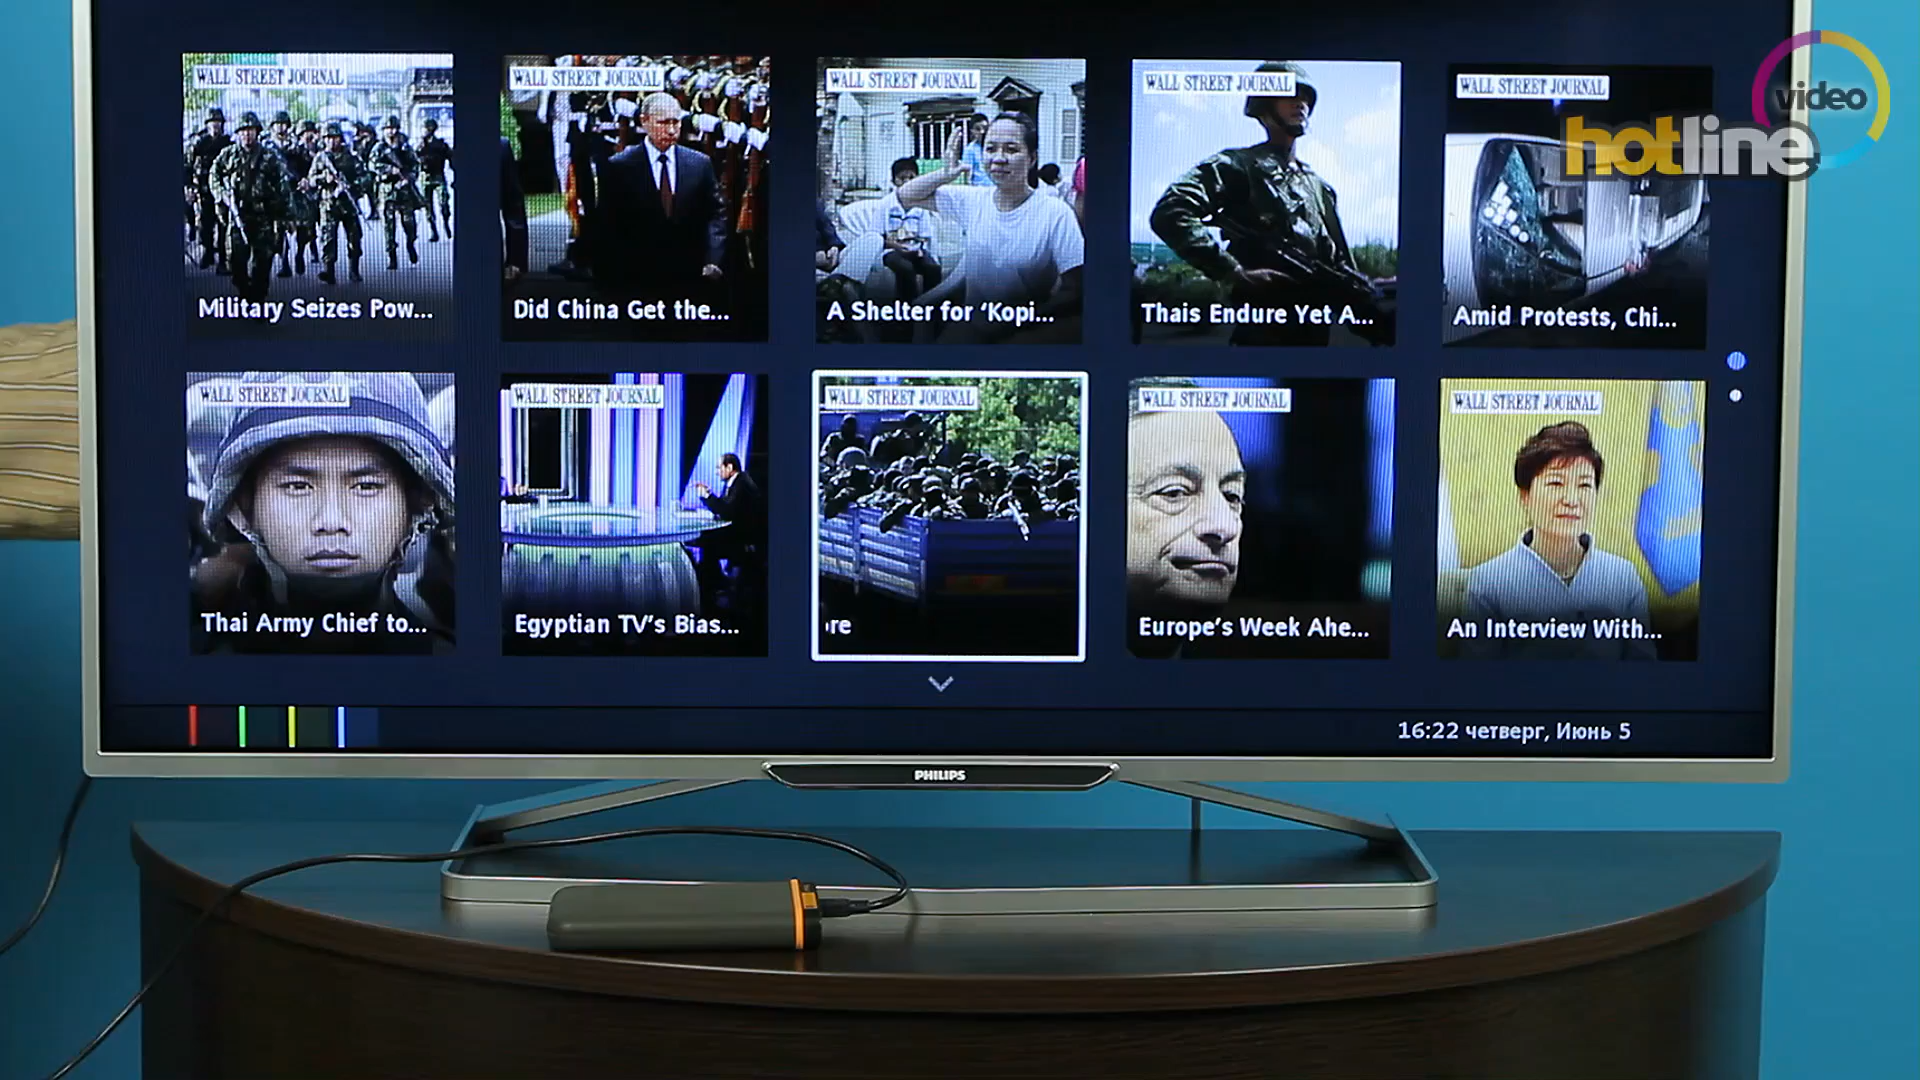 WALL STREET JOURNAL
WALL STREET JOURNAL
WALL STREET JOURNAL
WALL STREET JOURNAL
WALL STREET JOURNAL
video
hotline
Military Seizes Pow...
Did China Get the...
A Shelter for ‘Kopi...
Thais Endure Yet A...
Amid Protests, Chi...
WALL STREET JOURNAL
WALL STREET JOURNAL
WALL STREET JOURNAL
WALL STREET JOURNAL
WALL STREET JOURNAL
Thai Army Chief to...
Egyptian TV’s Bias...
re
Europe’s Week Ahe...
An Interview With...
16:22 четверг, Июнь 5
PHILIPS